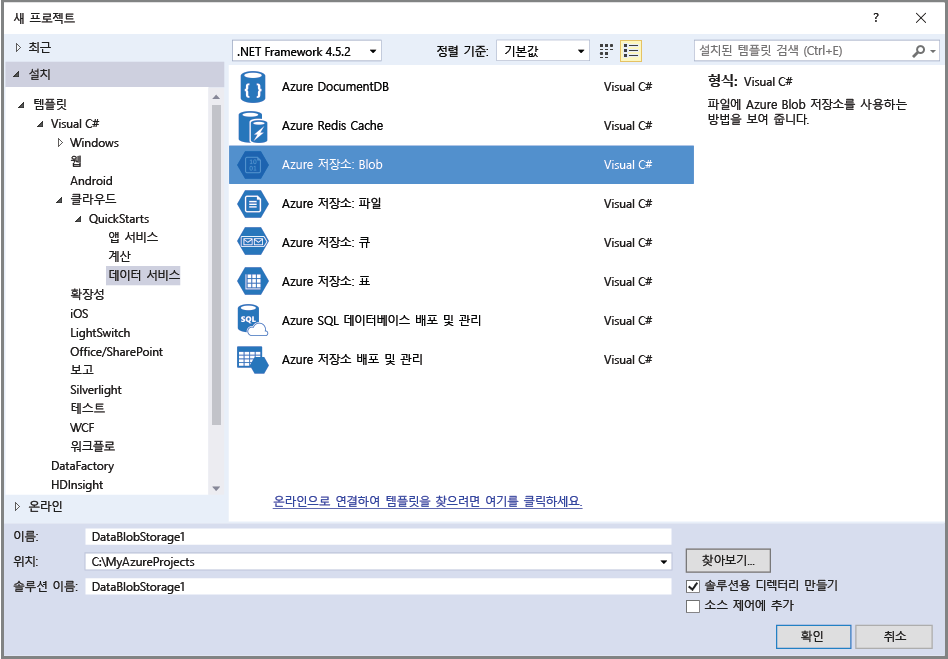 새 프로젝트
?
최근
.NET Framework 4.5.2
정렬 기준:
기본값
설치된 템플릿 검색 (Ctrl+E)
설치
템플릿
Visual C#
Windows
웹
Android
클라우드
QuickStarts
앱 서비스
계산
데이터 서비스
확장성
iOS
LightSwitch
Office/SharePoint
보고
Silverlight
테스트
WCF
워크플로
DataFactory
HDInsight
온라인
Azure DocumentDB Visual C#
Azure Redis Cache Visual C#
Azure 저장소: Blob Visual C#
Azure 저장소: 파일 Visual C#
Azure 저장소: 큐 Visual C#
Azure 저장소: 표 Visual C#
SQL
Azure SQL 데이터베이스 배포 및 관리 Visual C#
Azure 저장소 배포 및 관리 Visual C#
온라인으로 연결하여 템플릿을 찾으려면 여기를 클릭하세요.
형식: Visual C#
파일에 Azure Blob 저장소를 사용하는
방법을 보여 줍니다.
이름: DataBlobStorage1
위치: C:\MyAzureProjects
찾아보기...
솔루션 이름: DataBlobStorage1
솔루션용 디렉터리 만들기
소스 제어에 추가
확인
취소